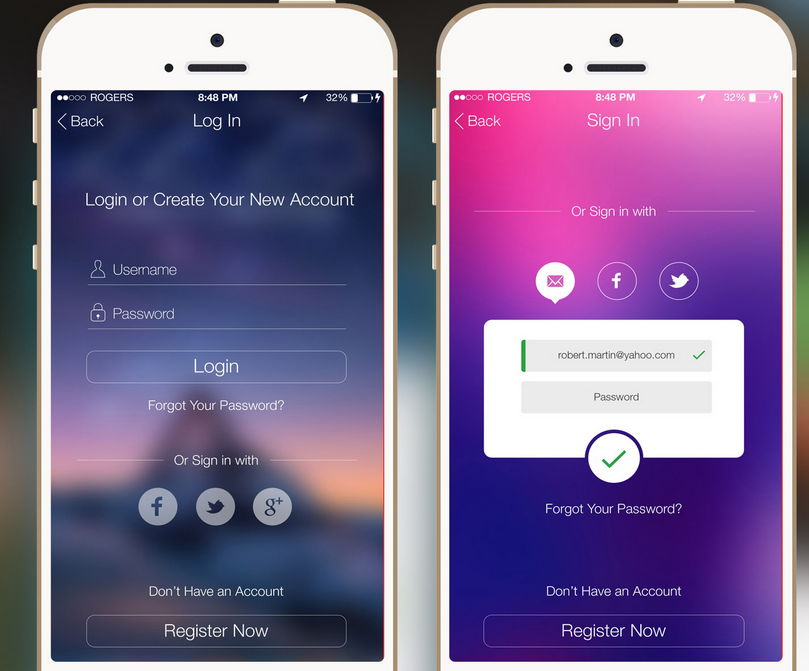 ROGERS 8:48 PM 32%
Back Log In
Login or Create Your New Account
Username
Password
Login
Forgot Your Password?
Or Sign in with
f g+
Don't Have an Account
Register Now
ROGERS 8:48 PM 32%
Back Sign In
Or Sign in with
f
robert.martin@yahoo.com
Password
Forgot Your Password?
Don't Have an Account
Register Now